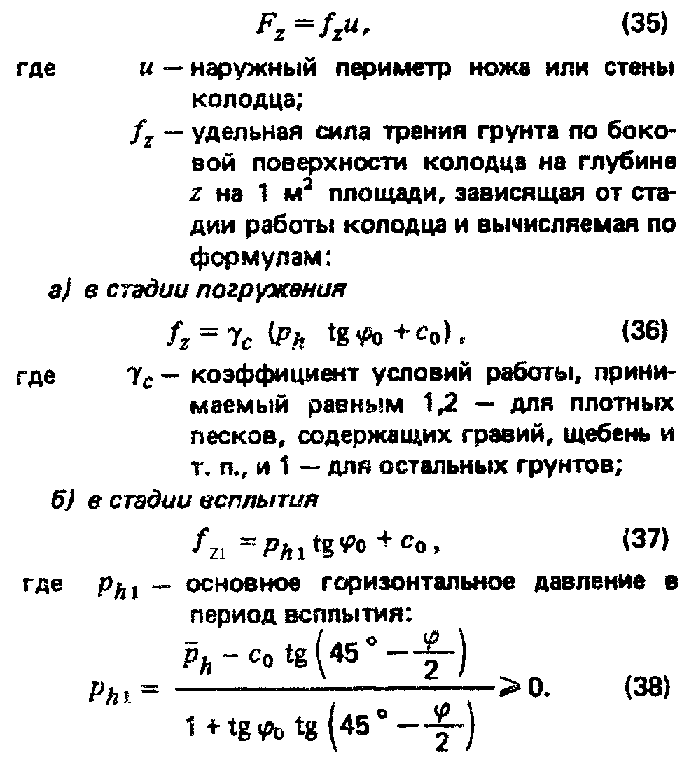 F_z = f_z u, (35)
где u — наружный периметр ножа или стены
колодца;
f_z — удельная сила трения грунта по боко-
вой поверхности колодца на глубине
z на 1 м² площади, зависящая от ста-
дии работы колодца и вычисляемая по
формулам:
а) в стадии погружения
f_z = γ_c (p_h tg φ_0 + c_0), (36)
где γ_c — коэффициент условий работы, прини-
маемый равным 1,2 — для плотных
песков, содержащих гравий, щебень и
т. п., и 1 — для остальных грунтов;
б) в стадии всплытия
f_z1 = p_h1 tg φ_0 + c_0, (37)
где p_h1 — основное горизонтальное давление в
период всплытия:
p̄_h − c_0 tg (45° − φ/2)
p_h1 = ⩾ 0. (38)
1 + tg φ_0 tg (45° − φ/2)